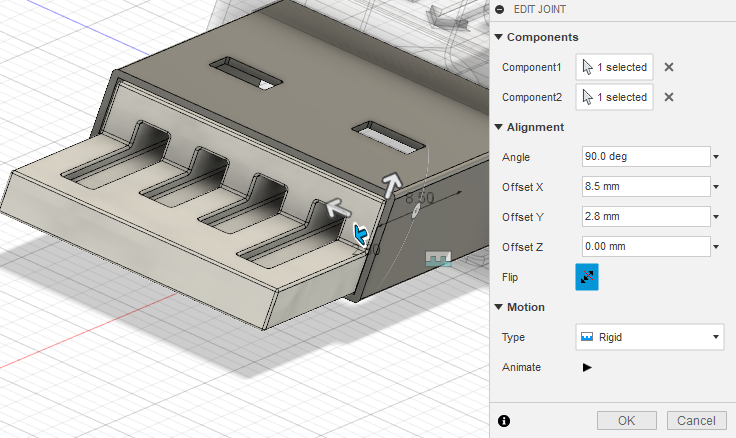 EDIT JOINT
Components
Component1 1 selected
Component2 1 selected
Alignment
Angle 90.0 deg
Offset X 8.5 mm
Offset Y 2.8 mm
Offset Z 0.00 mm
Flip
Motion
Type Rigid
Animate
OK Cancel
8.50